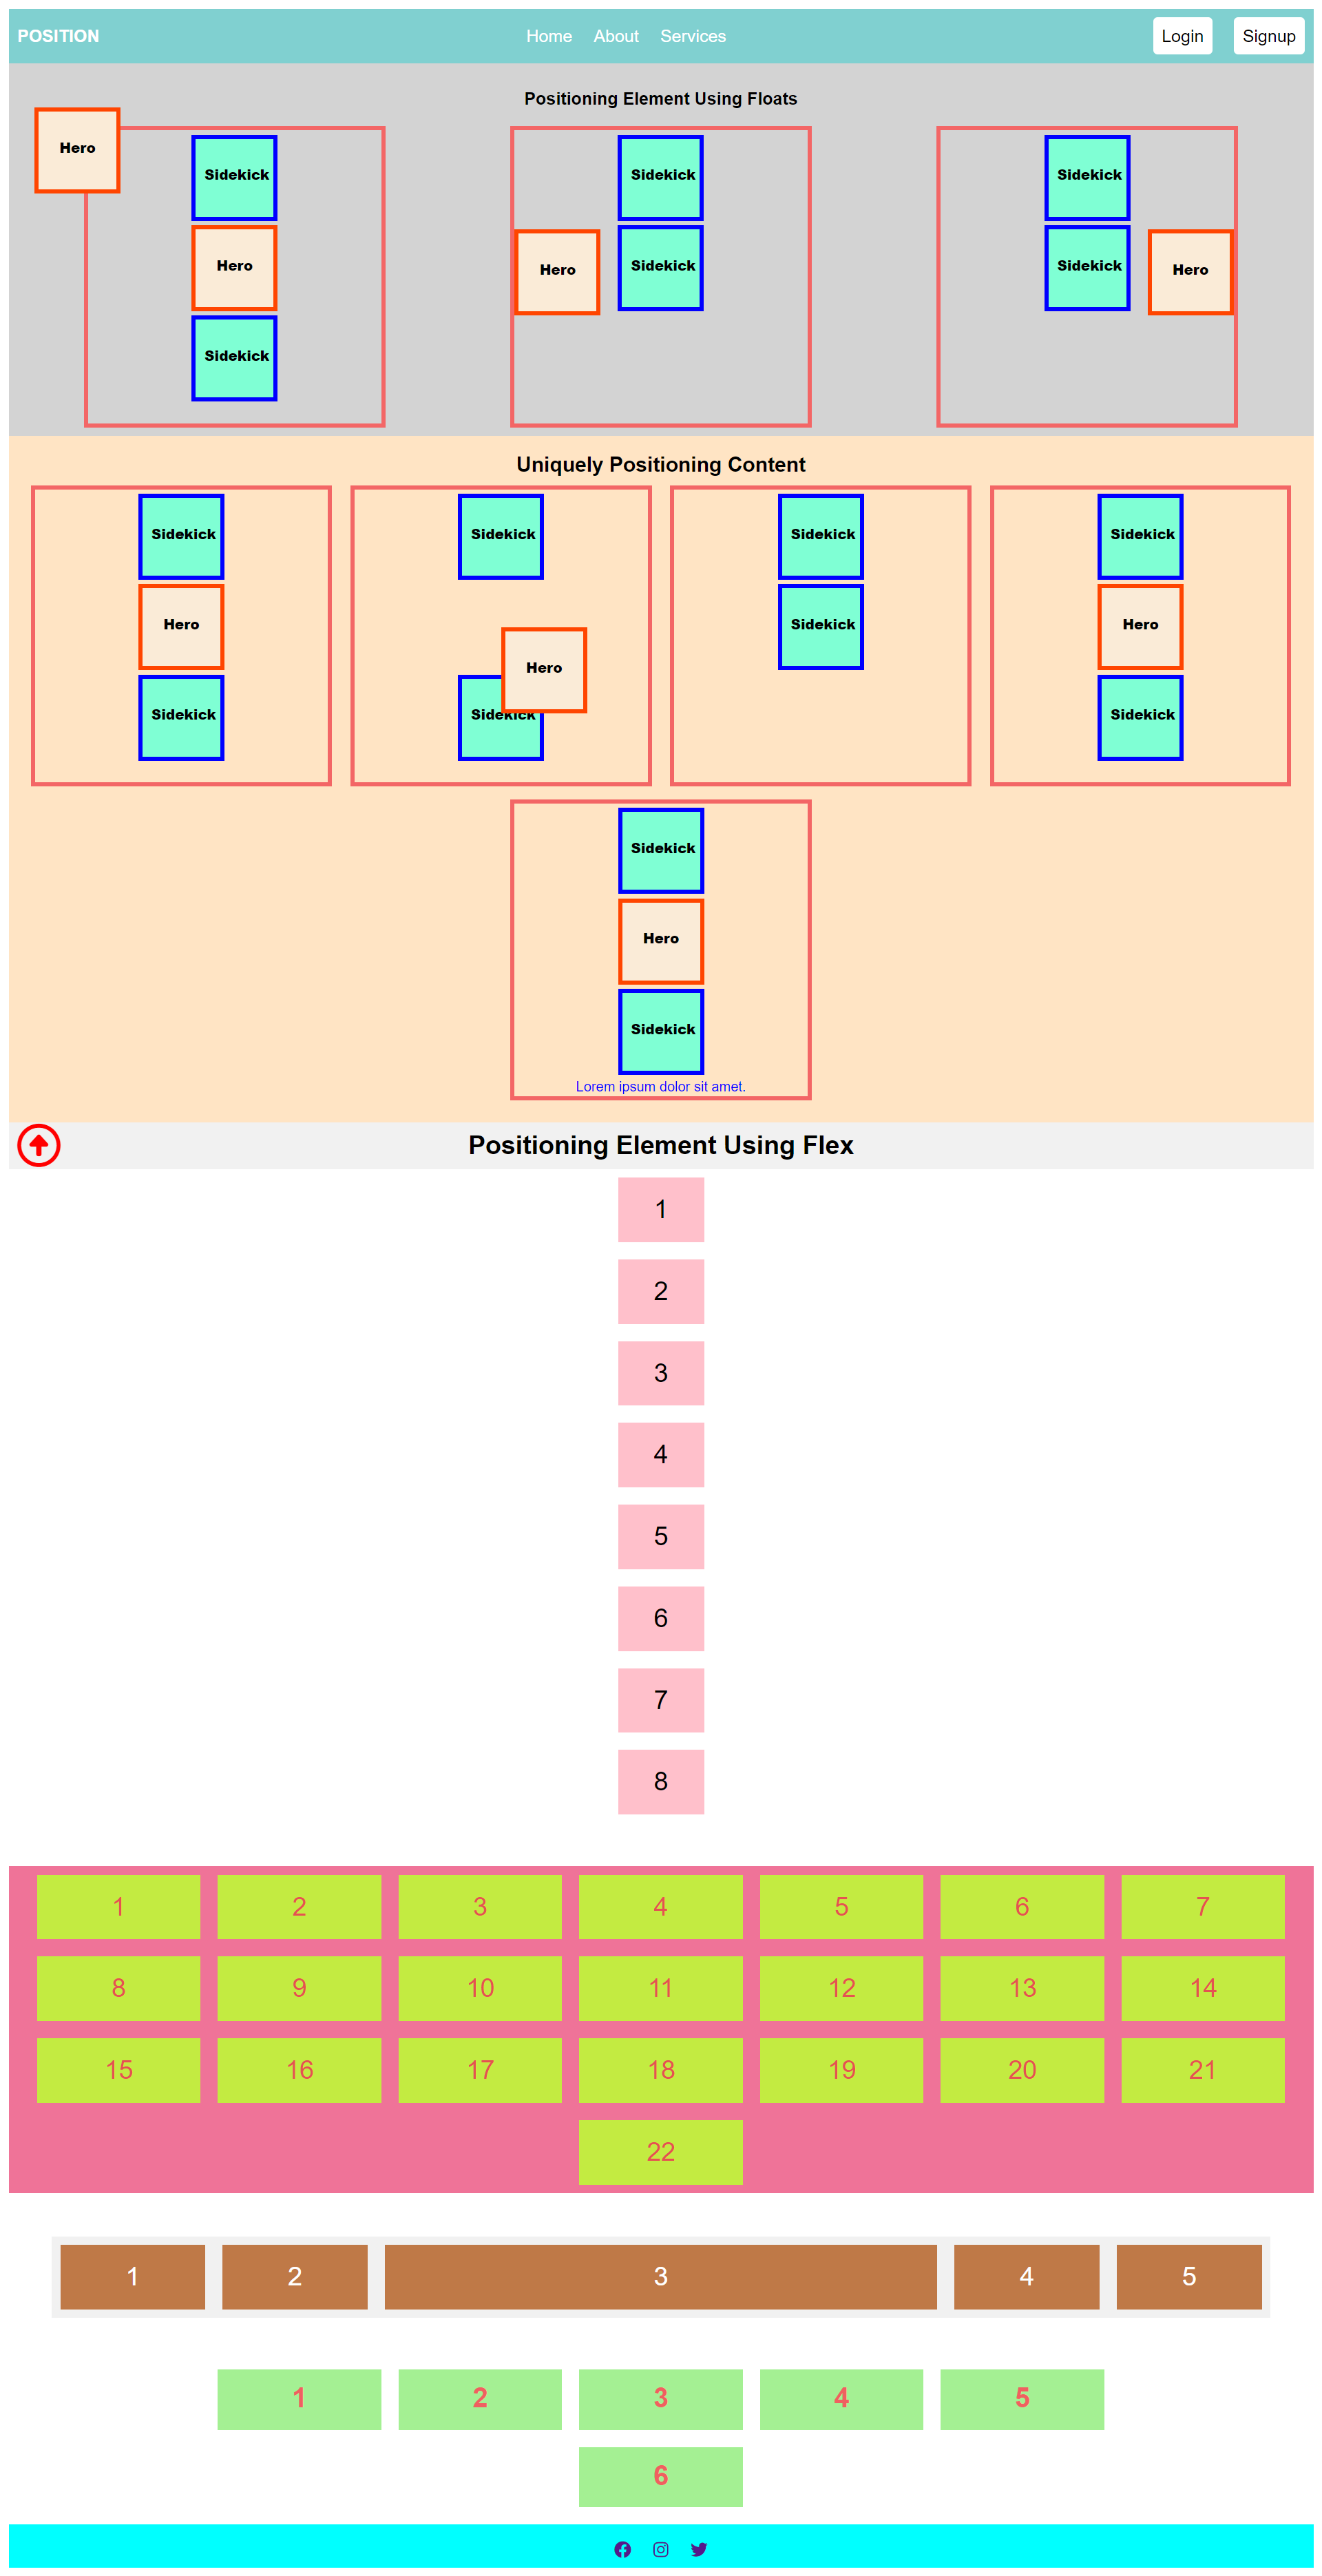 POSITION Home About Services Login Signup
Positioning Element Using Floats
Hero
Sidekick
Hero
Sidekick
Sidekick
Hero
Sidekick
Sidekick
Sidekick
Hero
Uniquely Positioning Content
Sidekick
Hero
Sidekick
Sidekick
Hero
Sidekick
Sidekick
Sidekick
Sidekick
Hero
Sidekick
Sidekick
Hero
Sidekick
Lorem ipsum dolor sit amet.
Positioning Element Using Flex
1
2
3
4
5
6
7
8
1 2 3 4 5 6 7
8 9 10 11 12 13 14
15 16 17 18 19 20 21
22
1 2 3 4 5
1 2 3 4 5
6